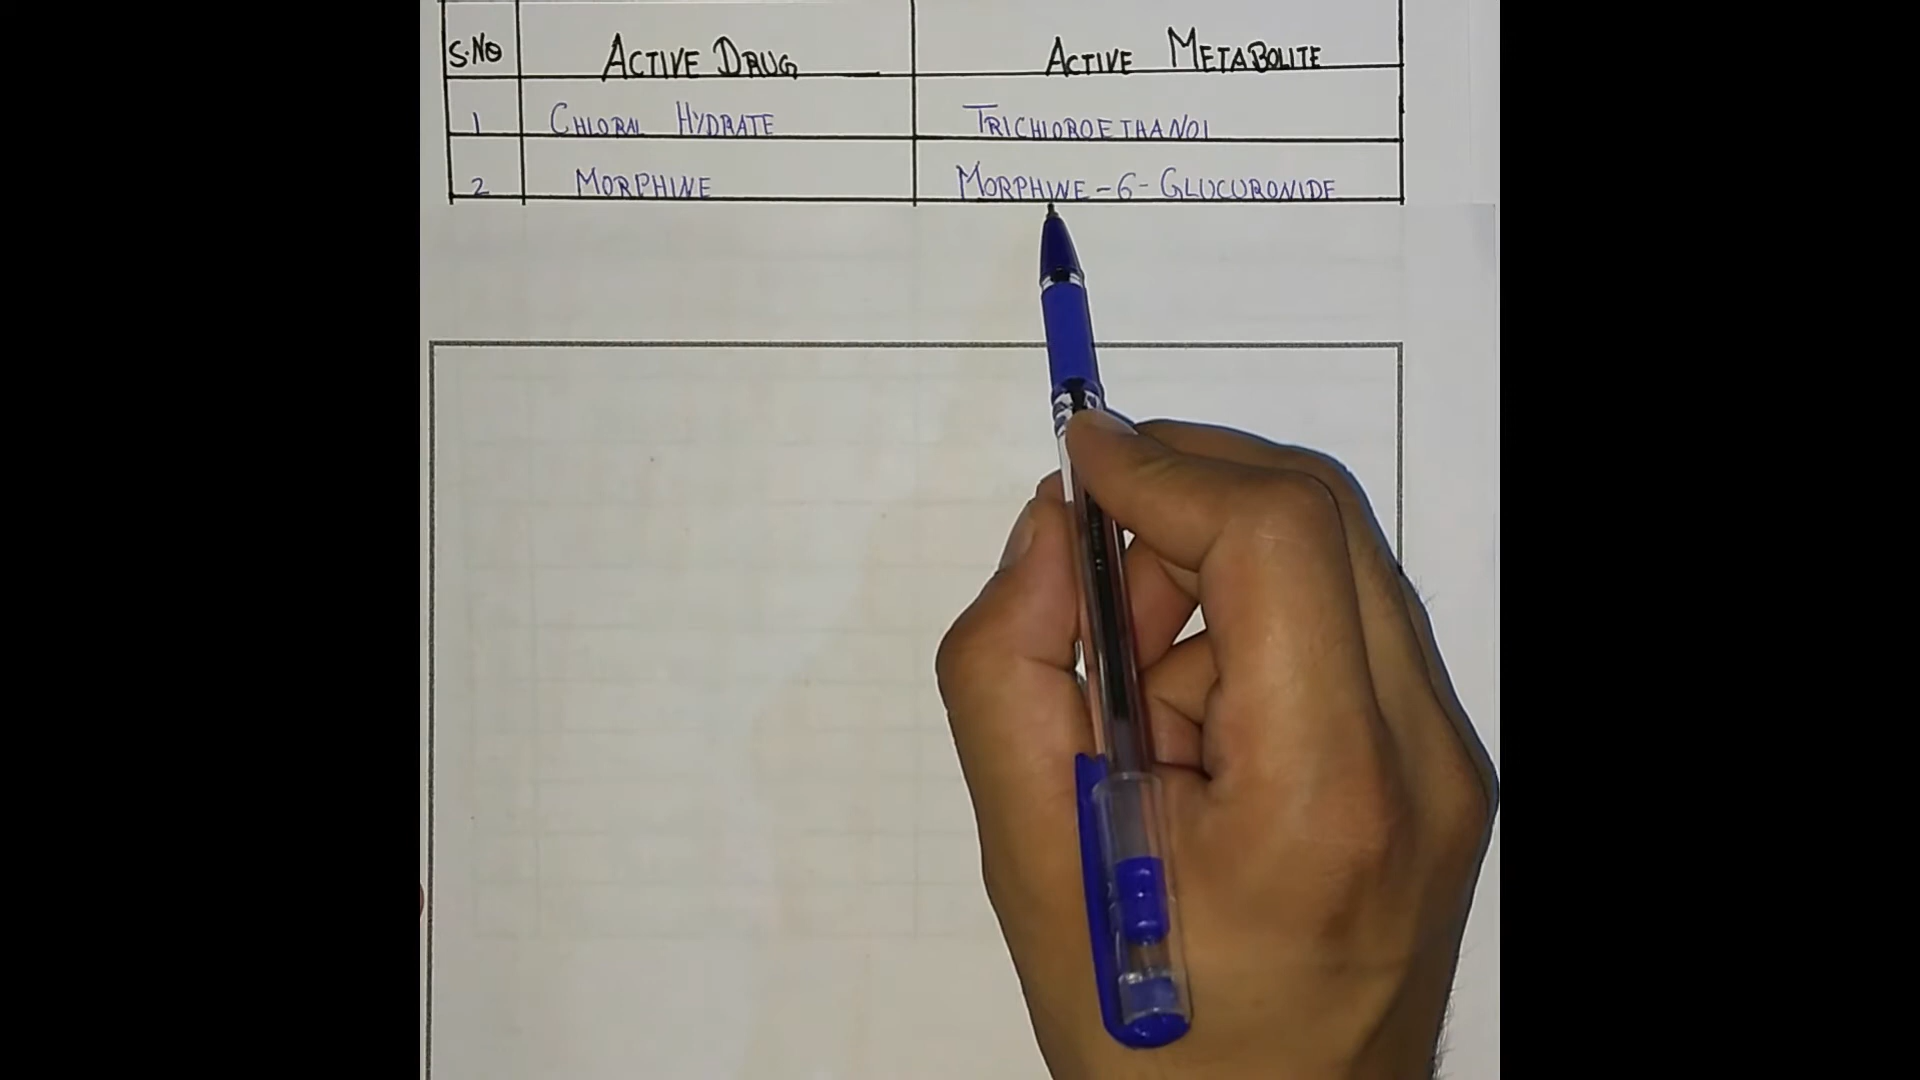 S.NO ACTIVE DRUG ACTIVE METABOLITE
1 CHLORAL HYDRATE TRICHLOROETHANOL
2 MORPHINE MORPHINE-6-GLUCURONIDE